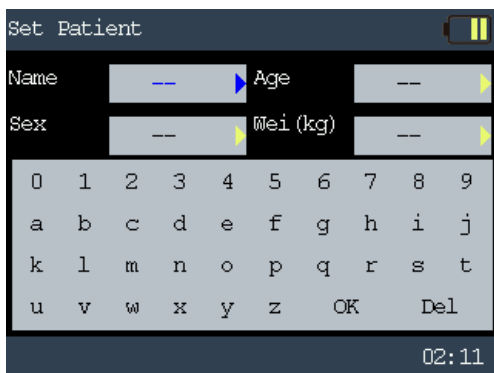 Set Patient
Name -- Age --
Sex -- Wei(kg) --
0 1 2 3 4 5 6 7 8 9
a b c d e f g h i j
k l m n o p q r s t
u v w x y z OK Del
02:11